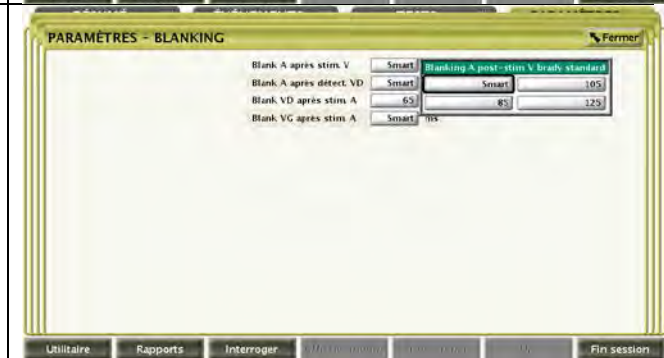 PARAMÈTRES - BLANKING
Fermer
Blank A après stim. V Smart
Blanking A post-stim V brady standard
Blank A après détect. VD Smart
Smart 105
Blank VD après stim. A 65
85 125
Blank VG après stim. A Smart ms
Utilitaire Rapports Interroger Fin session